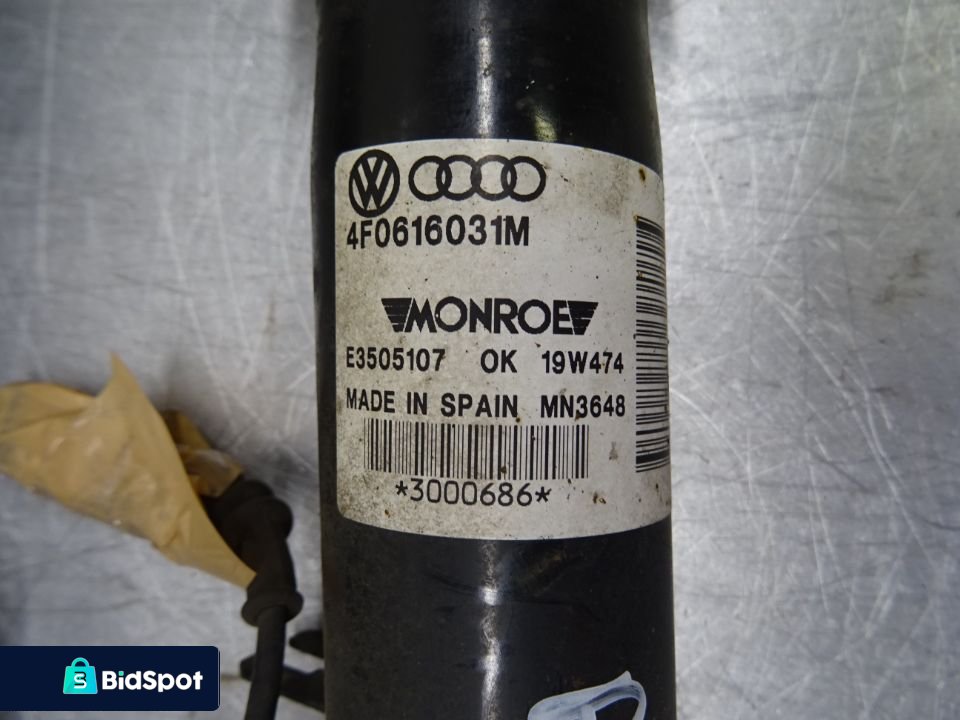 4F0616031M
MONROE
E3505107 OK 19W474
MADE IN SPAIN MN3648
*3000686*
BidSpot